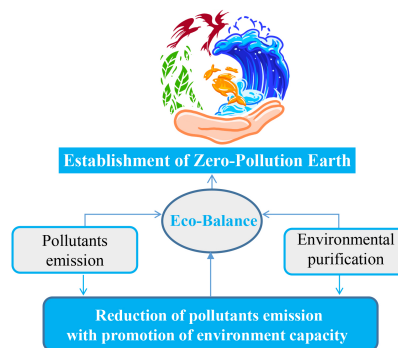 Establishment of Zero-Pollution Earth
Eco-Balance
Pollutants
emission
Environmental
purification
Reduction of pollutants emission
with promotion of environment capacity